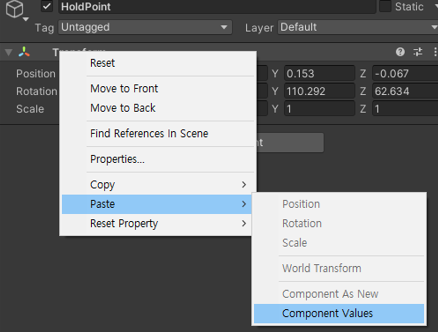 HoldPoint
Static
Tag Untagged Layer Default
Position Y 0.153 Z -0.067
Rotation Y 110.292 Z 62.634
Scale Y 1 Z 1
Reset
Move to Front
Move to Back
Find References In Scene
Properties...
Copy
Paste
Reset Property
Position
Rotation
Scale
World Transform
Component As New
Component Values